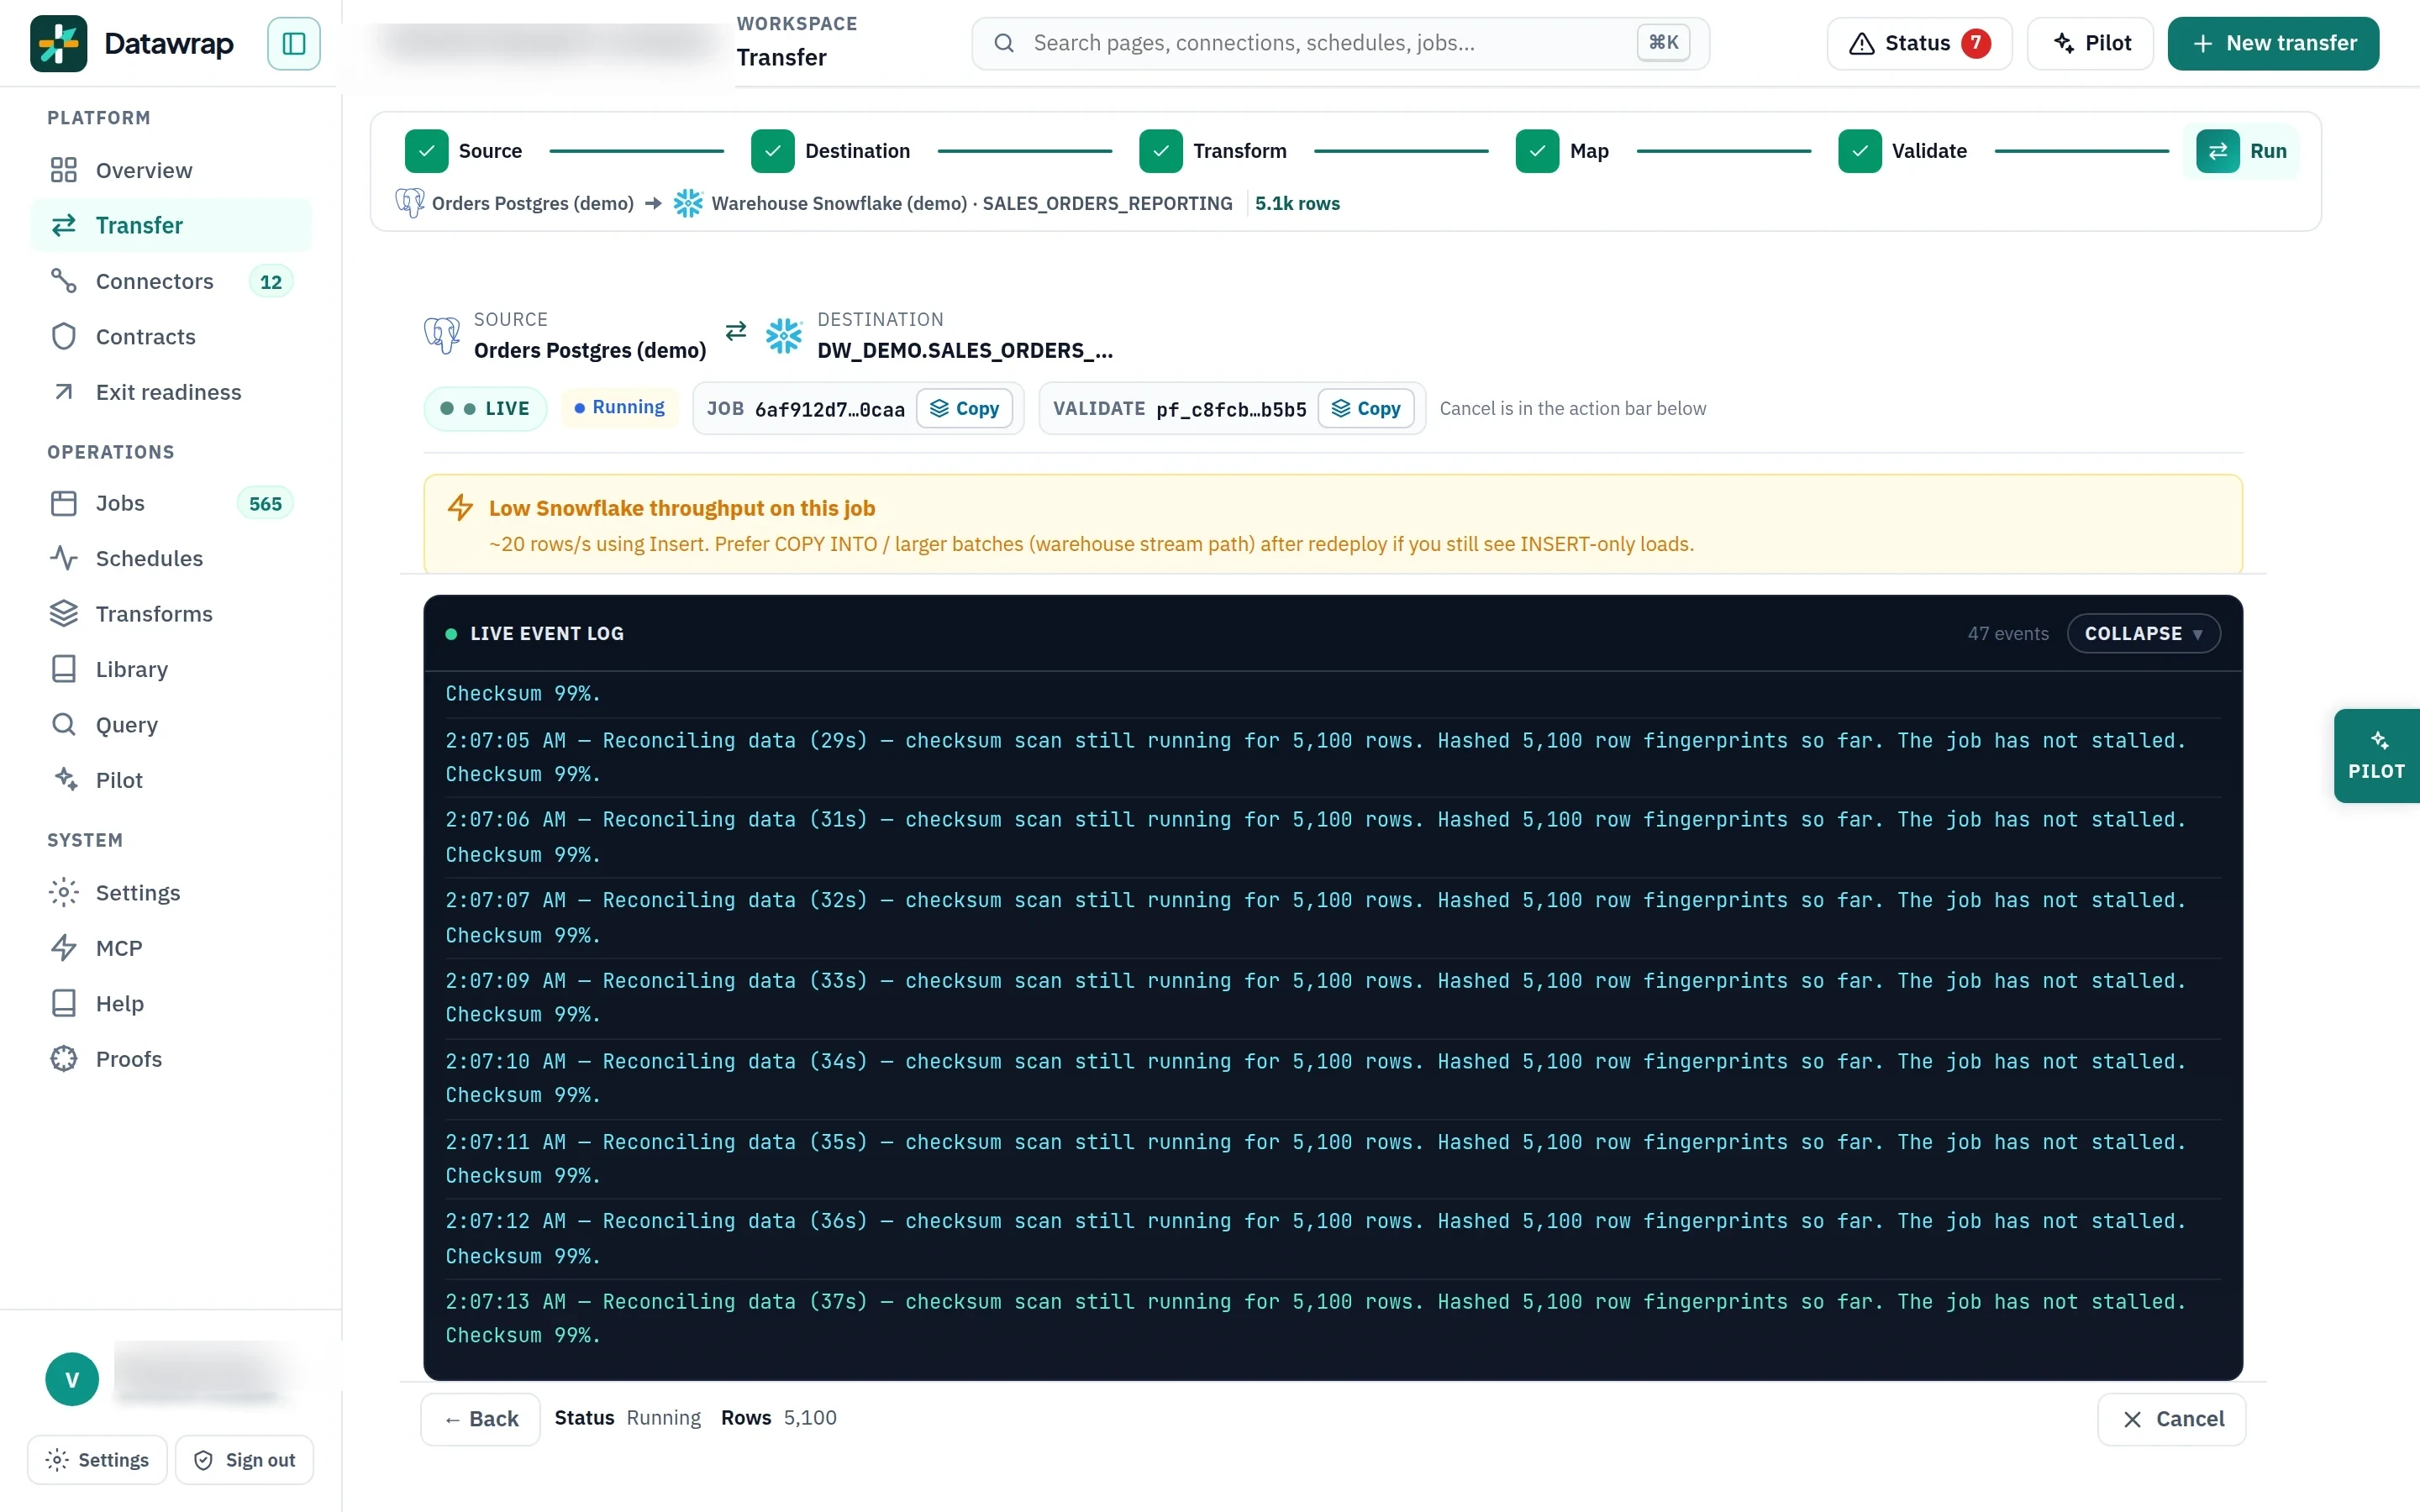 Datawrap
WORKSPACE
Transfer
Search pages, connections, schedules, jobs...
⌘K
Status 7
Pilot
New transfer
PLATFORM
Overview
Transfer
Connectors 12
Contracts
Exit readiness
OPERATIONS
Jobs 565
Schedules
Transforms
Library
Query
Pilot
SYSTEM
Settings
MCP
Help
Proofs
V
Settings
Sign out
Source
Destination
Transform
Map
Validate
Run
Orders Postgres (demo) → Warehouse Snowflake (demo) · SALES_ORDERS_REPORTING 5.1k rows
SOURCE
Orders Postgres (demo)
DESTINATION
DW_DEMO.SALES_ORDERS_...
LIVE
Running
JOB 6af912d7…0caa Copy
VALIDATE pf_c8fcb…b5b5 Copy
Cancel is in the action bar below
Low Snowflake throughput on this job
~20 rows/s using Insert. Prefer COPY INTO / larger batches (warehouse stream path) after redeploy if you still see INSERT-only loads.
LIVE EVENT LOG
47 events
COLLAPSE ▼
Checksum 99%.
2:07:05 AM — Reconciling data (29s) — checksum scan still running for 5,100 rows. Hashed 5,100 row fingerprints so far. The job has not stalled.
Checksum 99%.
2:07:06 AM — Reconciling data (31s) — checksum scan still running for 5,100 rows. Hashed 5,100 row fingerprints so far. The job has not stalled.
Checksum 99%.
2:07:07 AM — Reconciling data (32s) — checksum scan still running for 5,100 rows. Hashed 5,100 row fingerprints so far. The job has not stalled.
Checksum 99%.
2:07:09 AM — Reconciling data (33s) — checksum scan still running for 5,100 rows. Hashed 5,100 row fingerprints so far. The job has not stalled.
Checksum 99%.
2:07:10 AM — Reconciling data (34s) — checksum scan still running for 5,100 rows. Hashed 5,100 row fingerprints so far. The job has not stalled.
Checksum 99%.
2:07:11 AM — Reconciling data (35s) — checksum scan still running for 5,100 rows. Hashed 5,100 row fingerprints so far. The job has not stalled.
Checksum 99%.
2:07:12 AM — Reconciling data (36s) — checksum scan still running for 5,100 rows. Hashed 5,100 row fingerprints so far. The job has not stalled.
Checksum 99%.
2:07:13 AM — Reconciling data (37s) — checksum scan still running for 5,100 rows. Hashed 5,100 row fingerprints so far. The job has not stalled.
Checksum 99%.
← Back
Status Running Rows 5,100
Cancel
PILOT